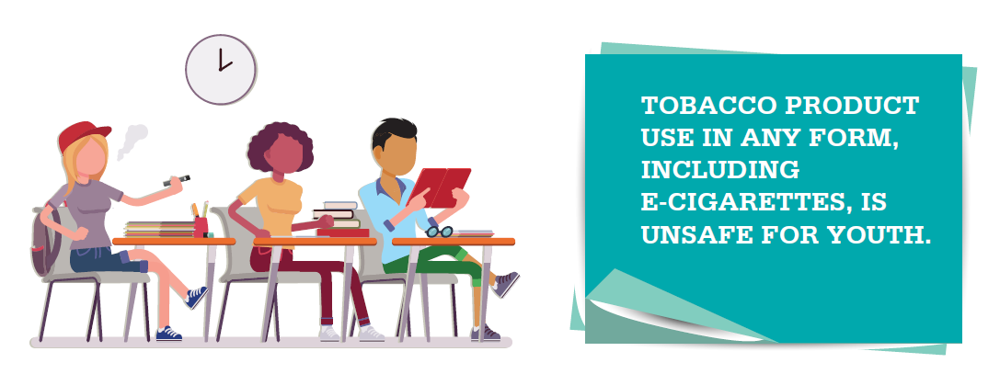 TOBACCO PRODUCT
USE IN ANY FORM,
INCLUDING
E-CIGARETTES, IS
UNSAFE FOR YOUTH.